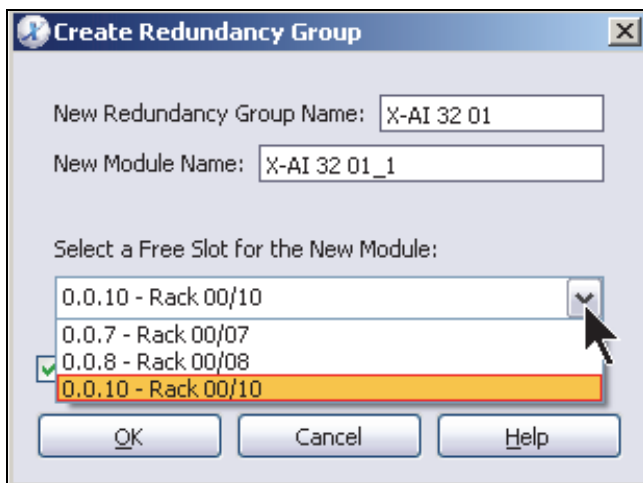 Create Redundancy Group
New Redundancy Group Name: X-AI 32 01
New Module Name: X-AI 32 01_1
Select a Free Slot for the New Module:
0.0.10 - Rack 00/10
0.0.7 - Rack 00/07
0.0.8 - Rack 00/08
0.0.10 - Rack 00/10
OK Cancel Help